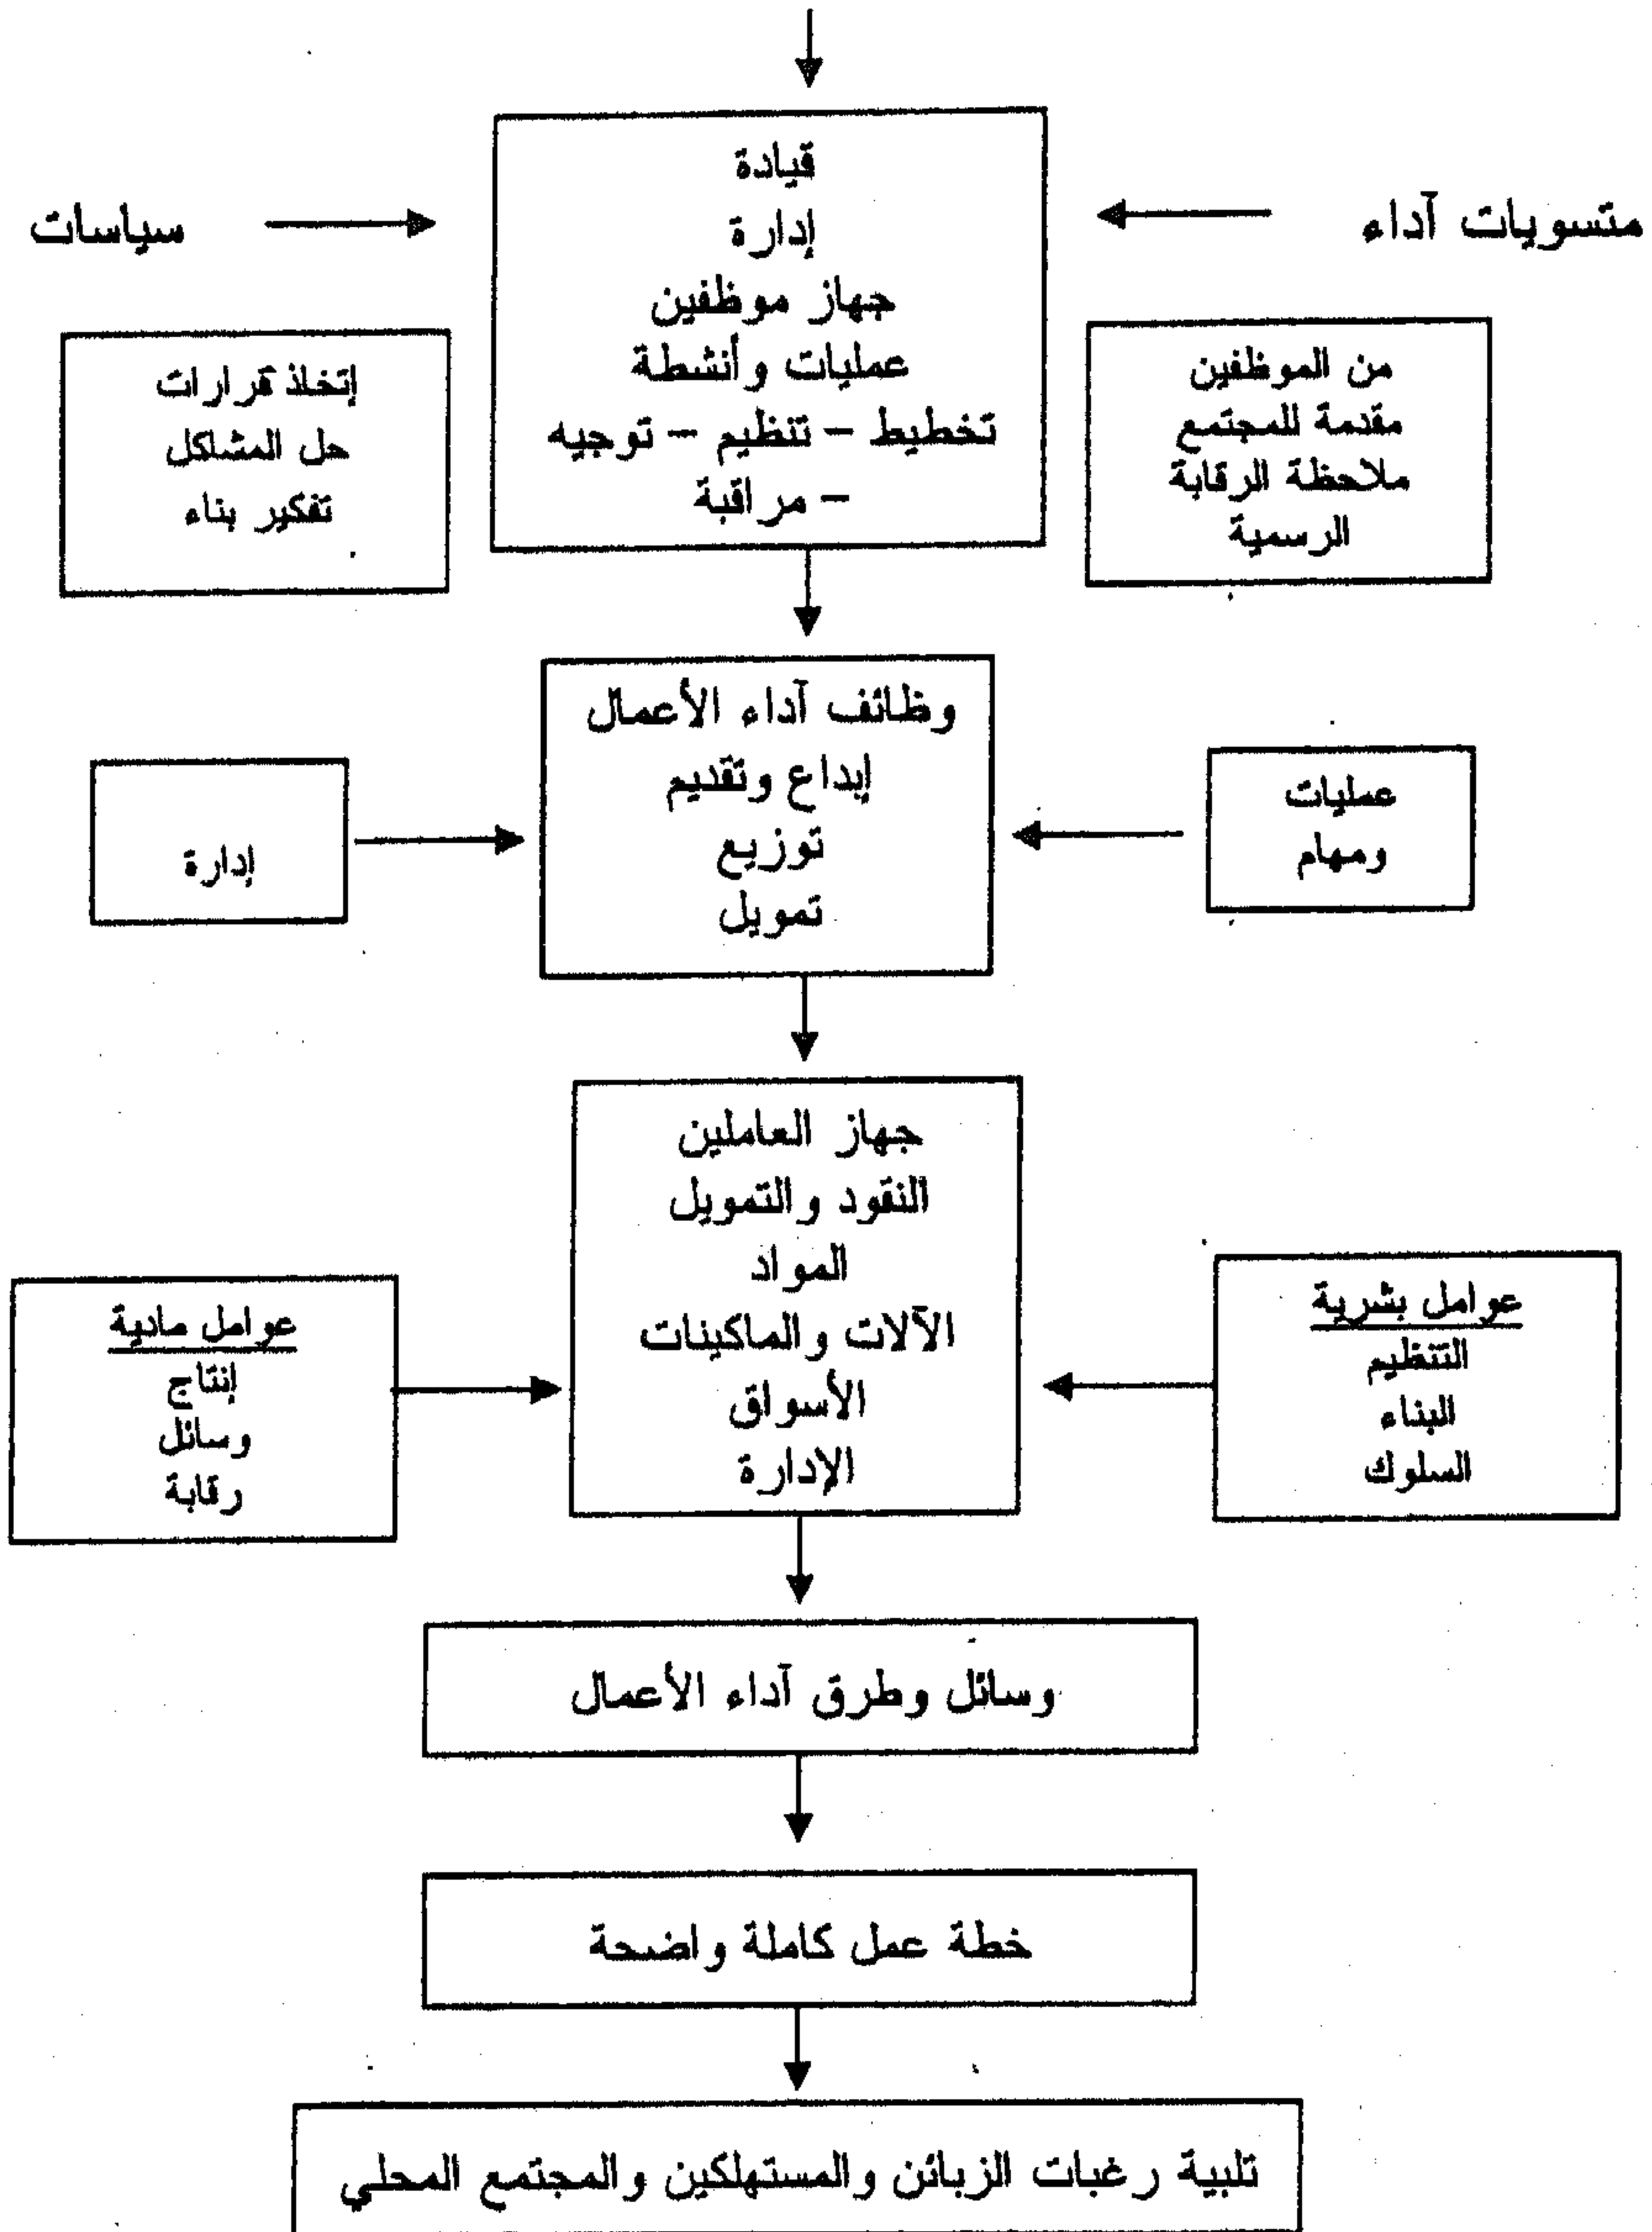 قيادة
إدارة
جهاز موظفين
عمليات وأنشطة
تخطيط – تنظيم – توجيه
– مراقبة
متسويات آداء
سياسات
من الموظفين
مقدمة للمجتمع
ملاحظة الرقابة
الرسمية
إتخاذ قرارات
حل المشاكل
تفكير بناء
وظائف آداء الأعمال
إبداع وتقديم
توزيع
تمويل
عمليات
ومهام
إدارة
جهاز العاملين
النقود والتمويل
المواد
الآلات والماكينات
الأسواق
الإدارة
عوامل بشرية
التنظيم
البناء
السلوك
عوامل مادية
إنتاج
وسائل
رقابة
وسائل وطرق آداء الأعمال
خطة عمل كاملة واضحة
تلبية رغبات الزبائن والمستهلكين والمجتمع المحلي